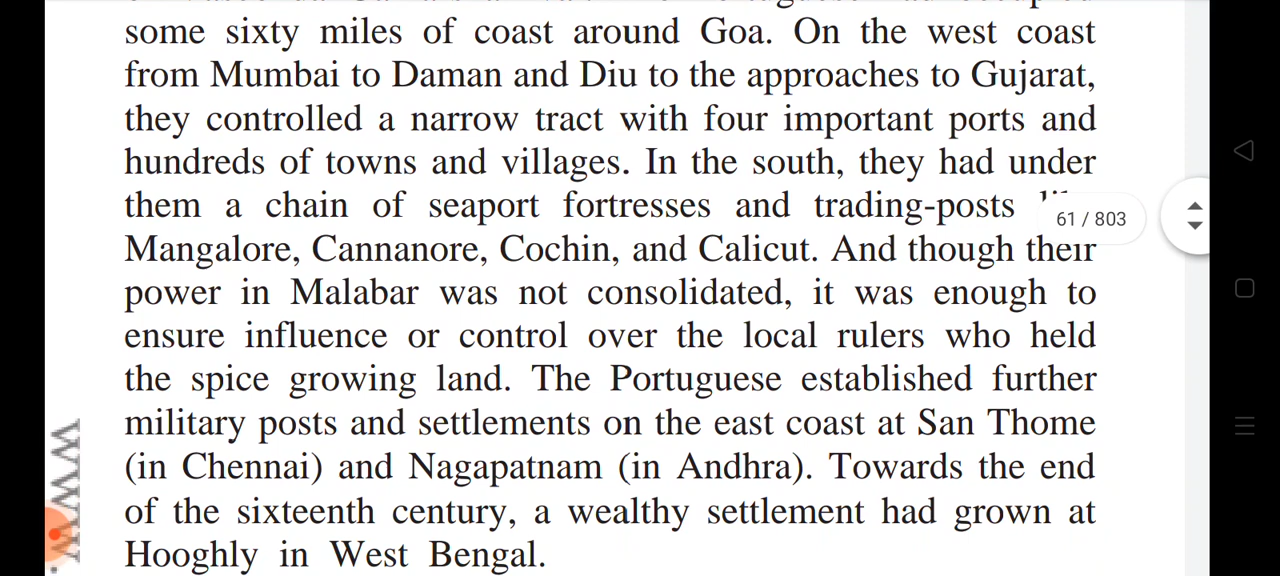 some sixty miles of coast around Goa. On the west coast
from Mumbai to Daman and Diu to the approaches to Gujarat,
they controlled a narrow tract with four important ports and
hundreds of towns and villages. In the south, they had under
them a chain of seaport fortresses and trading-posts
61 / 803
Mangalore, Cannanore, Cochin, and Calicut. And though their
power in Malabar was not consolidated, it was enough to
ensure influence or control over the local rulers who held
the spice growing land. The Portuguese established further
military posts and settlements on the east coast at San Thome
(in Chennai) and Nagapatnam (in Andhra). Towards the end
of the sixteenth century, a wealthy settlement had grown at
Hooghly in West Bengal.